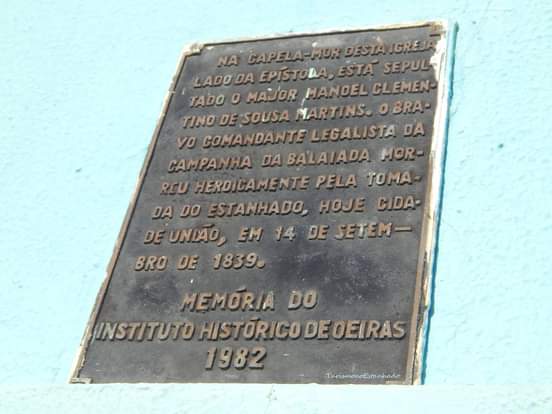 NA CAPELA-MOR DESTA IGREJA
LADO DA EPÍSTOLA, ESTÁ SEPUL
TADO O MAJOR MANOEL CLEMEN-
TINO DE SOUSA MARTINS. O BRA-
VO COMANDANTE LEGALISTA DA
CAMPANHA DA BALAIADA MOR-
REU HEROICAMENTE PELA TOMA-
DA DO ESTANHADO, HOJE CIDA-
DE UNIÃO, EM 14 DE SETEM-
BRO DE 1839.
MEMÓRIA DO
INSTITUTO HISTÓRICO DE OEIRAS
1982
TurismonoEstanhado